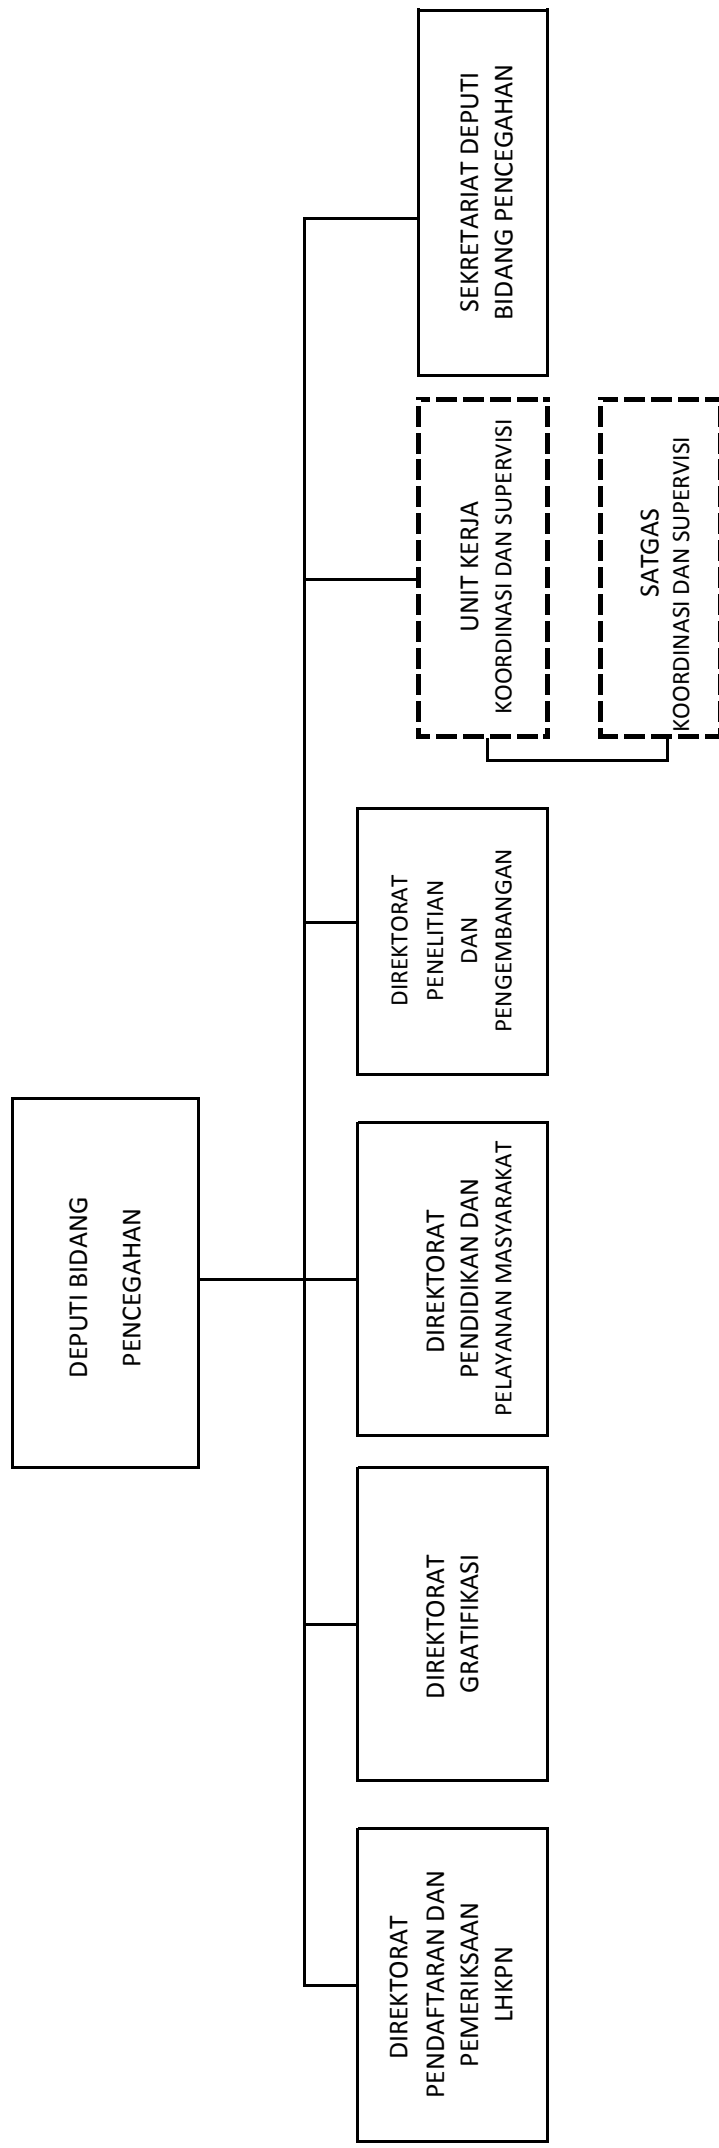 DEPUTI BIDANG
PENCEGAHAN
DIREKTORAT
PENDAFTARAN DAN
PEMERIKSAAN
LHKPN
DIREKTORAT
GRATIFIKASI
DIREKTORAT
PENDIDIKAN DAN
PELAYANAN MASYARAKAT
DIREKTORAT
PENELITIAN
DAN
PENGEMBANGAN
UNIT KERJA
KOORDINASI DAN SUPERVISI
SATGAS
KOORDINASI DAN SUPERVISI
SEKRETARIAT DEPUTI
BIDANG PENCEGAHAN